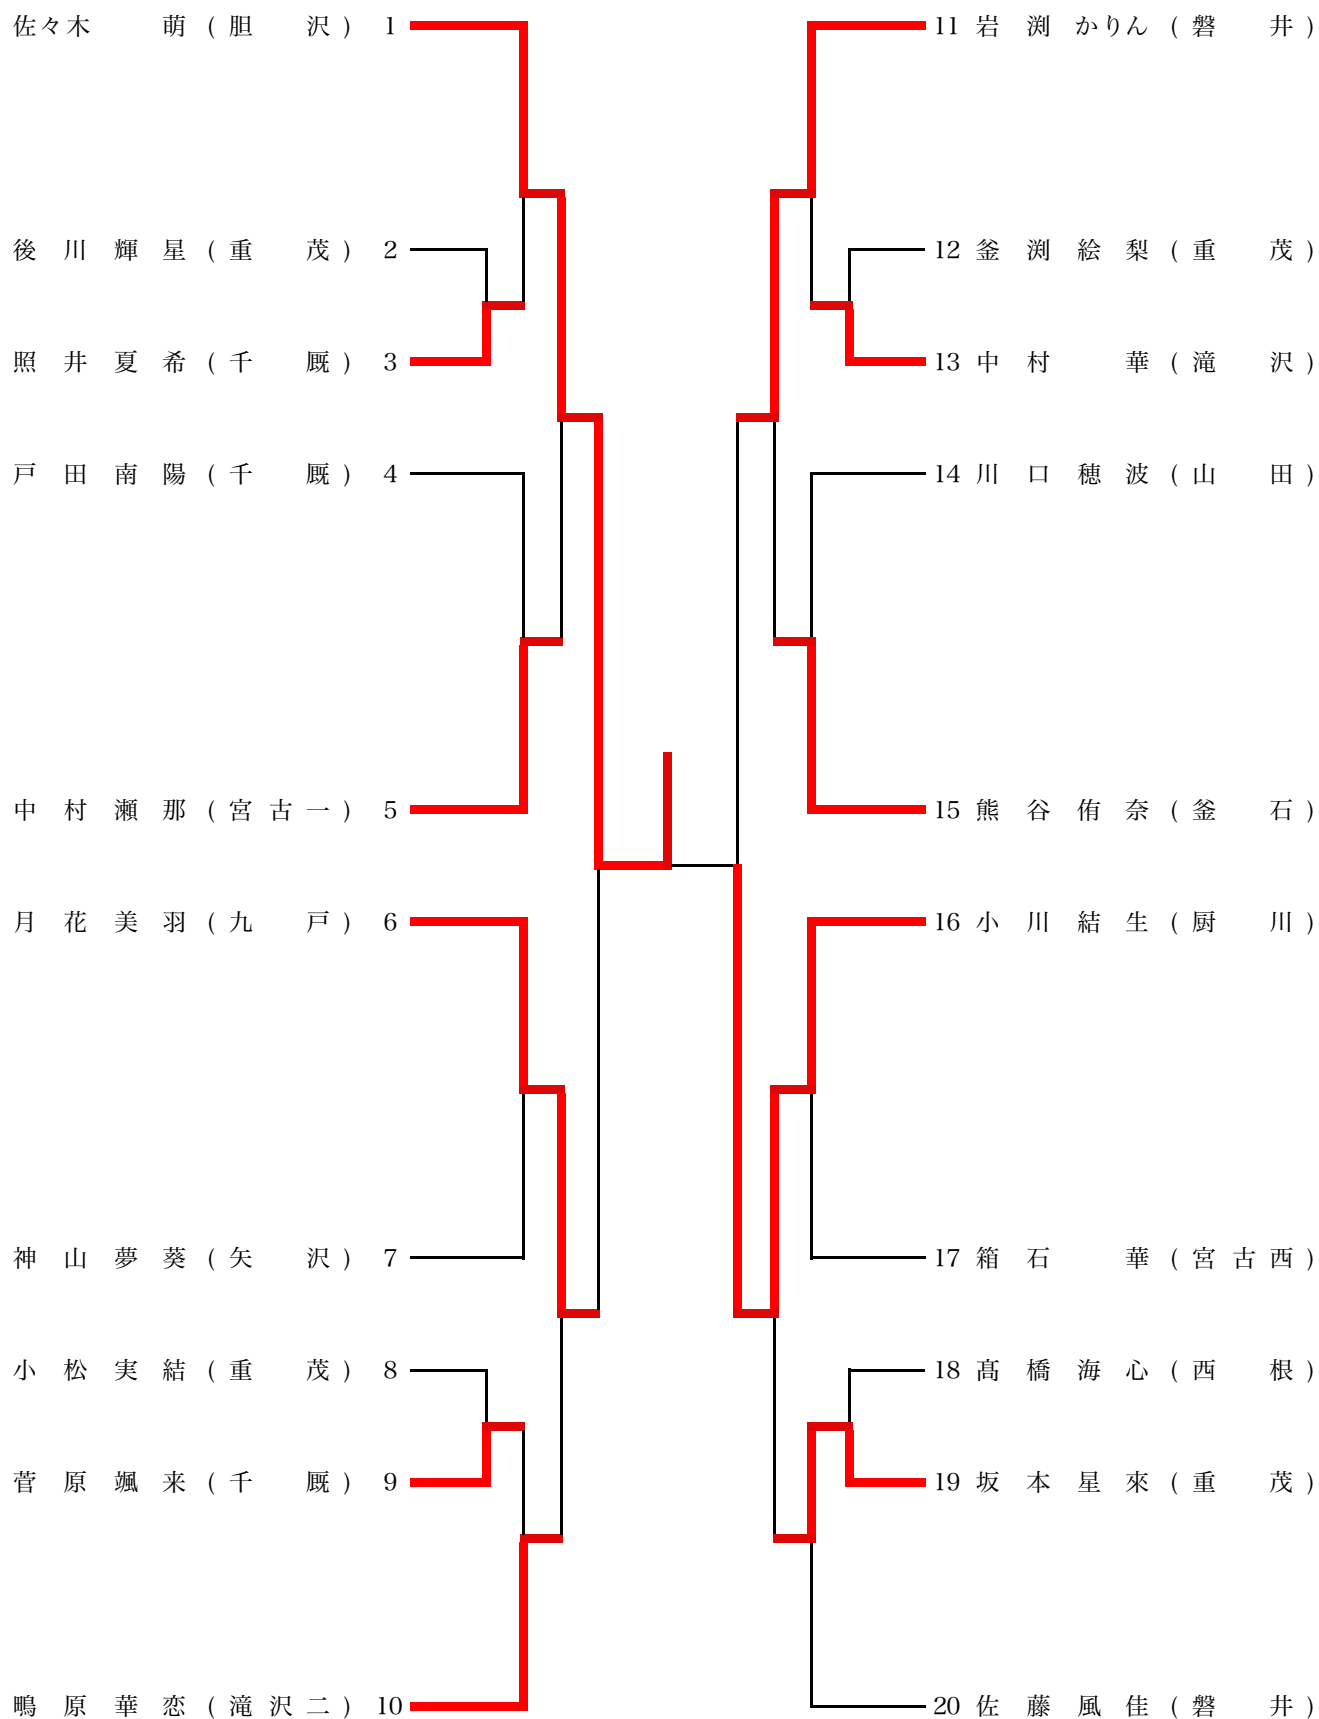 佐々木 萌 ( 胆 沢 ) 1
後 川 輝 星 ( 重 茂 ) 2
照 井 夏 希 ( 千 厩 ) 3
戸 田 南 陽 ( 千 厩 ) 4
中 村 瀬 那 ( 宮 古 一 ) 5
月 花 美 羽 ( 九 戸 ) 6
神 山 夢 葵 ( 矢 沢 ) 7
小 松 実 結 ( 重 茂 ) 8
菅 原 颯 来 ( 千 厩 ) 9
鴫 原 華 恋 ( 滝 沢 二 ) 10
11 岩 渕 かりん ( 磐 井 )
12 釜 渕 絵 梨 ( 重 茂 )
13 中 村 華 ( 滝 沢 )
14 川 口 穂 波 ( 山 田 )
15 熊 谷 侑 奈 ( 釜 石 )
16 小 川 結 生 ( 厨 川 )
17 箱 石 華 ( 宮 古 西 )
18 髙 橋 海 心 ( 西 根 )
19 坂 本 星 來 ( 重 茂 )
20 佐 藤 風 佳 ( 磐 井 )